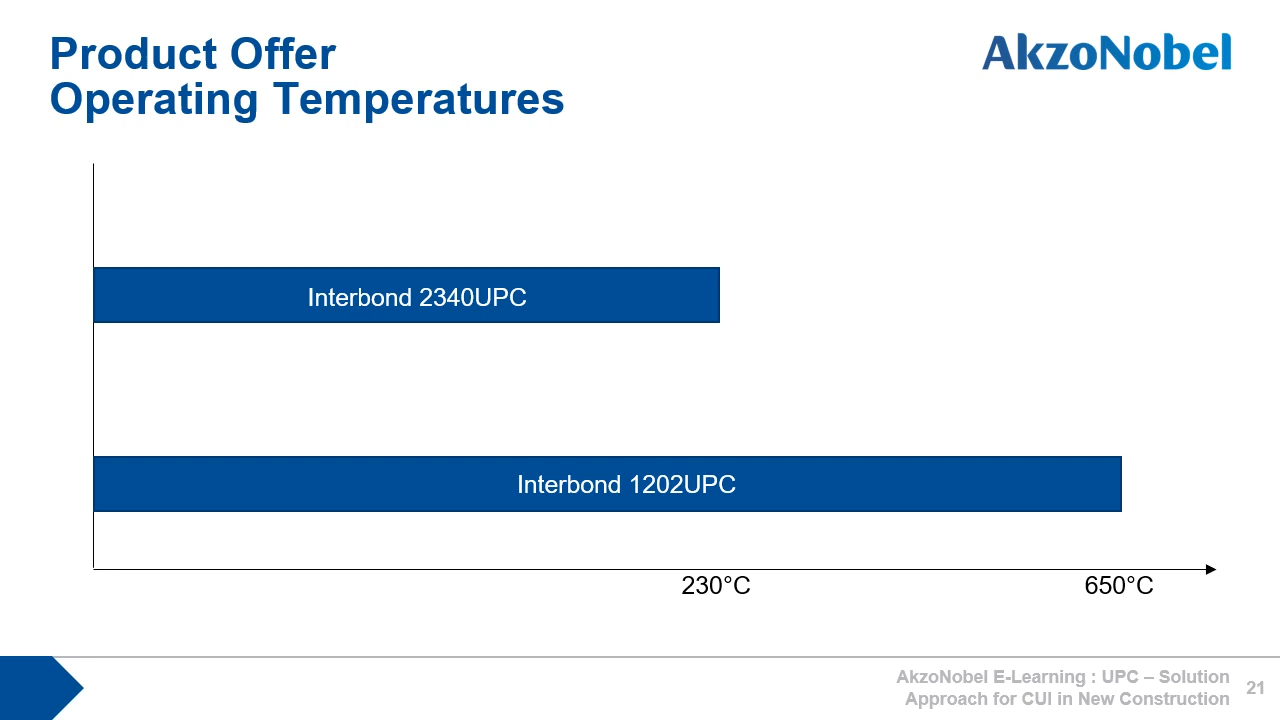 Product Offer
Operating Temperatures
AkzoNobel
Interbond 2340UPC
Interbond 1202UPC
230°C
650°C
AkzoNobel E-Learning : UPC – Solution
Approach for CUI in New Construction
21